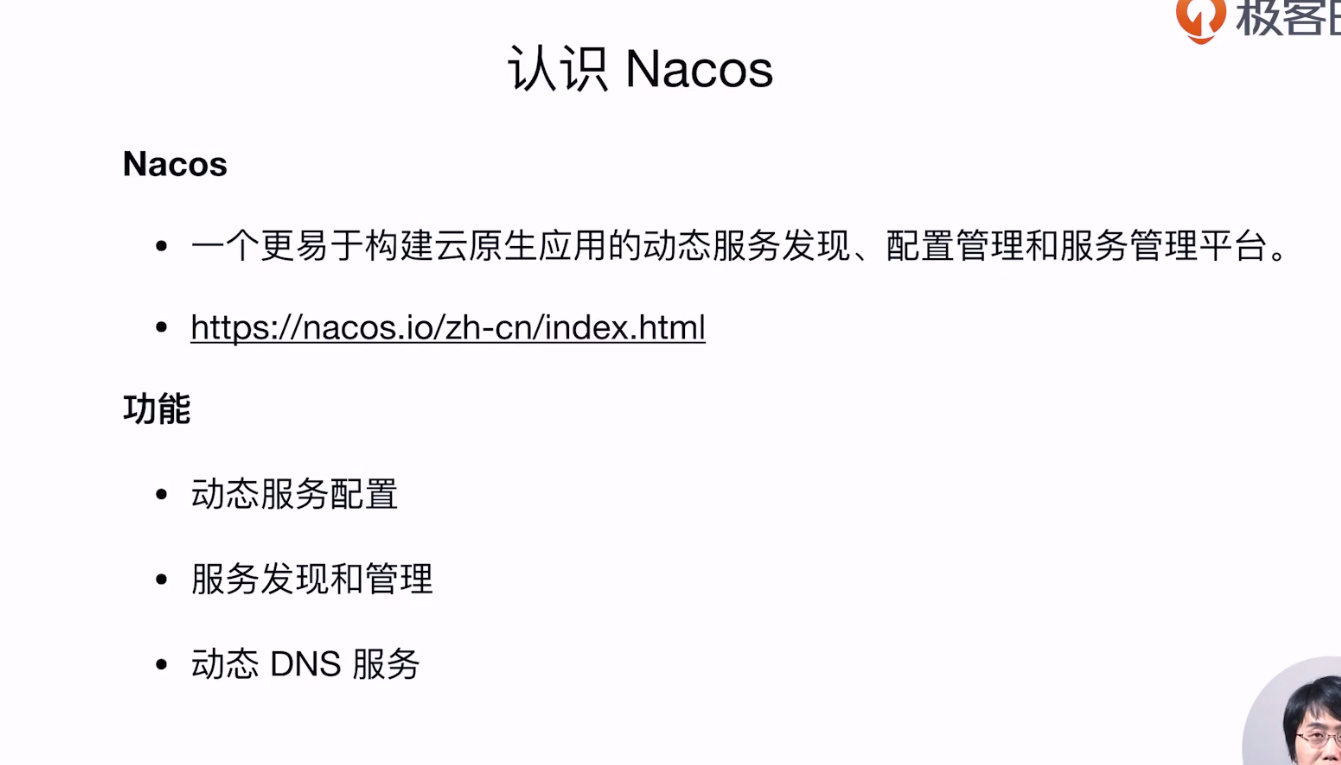 极客
认识 Nacos
Nacos
• 一个更易于构建云原生应用的动态服务发现、配置管理和服务管理平台。
• https://nacos.io/zh-cn/index.html
功能
• 动态服务配置
• 服务发现和管理
• 动态 DNS 服务